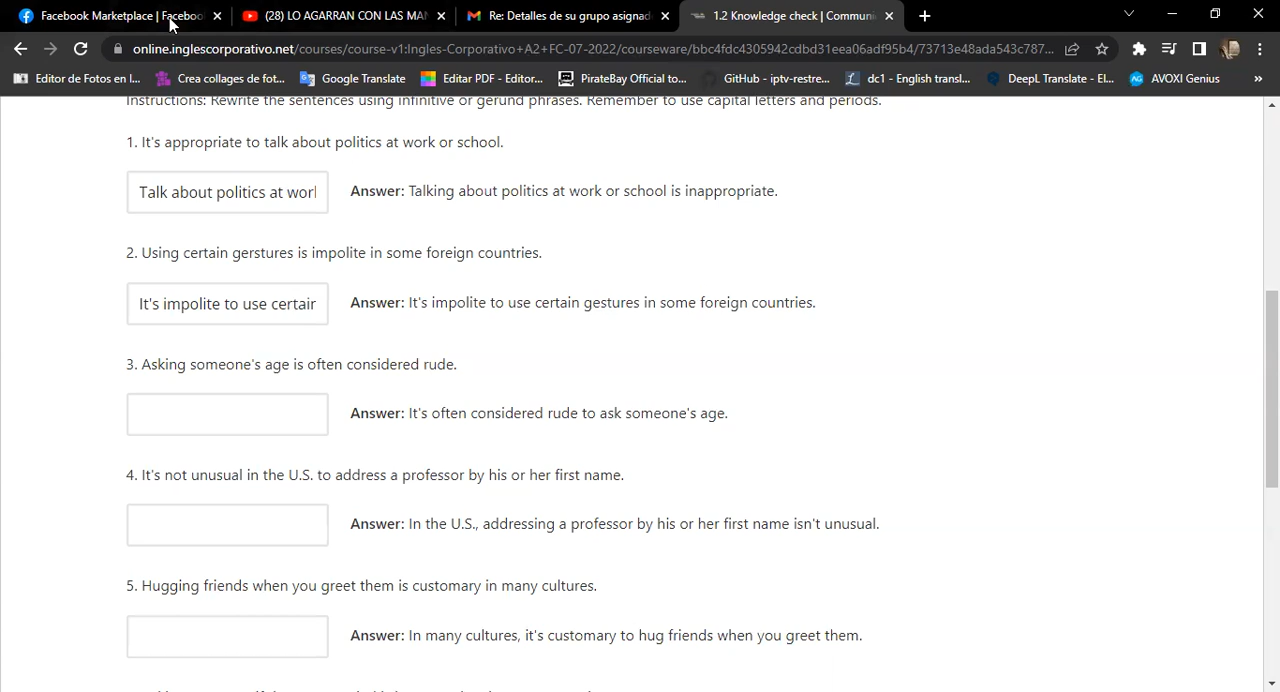 Facebook Marketplace | Facebo
(28) LO AGARRAN CON LAS MAN
Re: Detalles de su grupo asignad
1.2 Knowledge check | Communi
online.inglescorporativo.net/courses/course-v1:Ingles-Corporativo+A2+FC-07-2022/courseware/bbc4fdc4305942cdbd31eea06adf95b4/73713e48ada543c787...
Editor de Fotos en l...
Crea collages de fot...
Google Translate
Editar PDF - Editor...
PirateBay Official to...
GitHub - iptv-restre...
dc1 - English transl...
DeepL Translate - El...
AVOXI Genius
»
Instructions: Rewrite the sentences using infinitive or gerund phrases. Remember to use capital letters and periods.
1. It's appropriate to talk about politics at work or school.
Talk about politics at worl
Answer: Talking about politics at work or school is inappropriate.
2. Using certain gerstures is impolite in some foreign countries.
It's impolite to use certair
Answer: It's impolite to use certain gestures in some foreign countries.
3. Asking someone's age is often considered rude.
Answer: It's often considered rude to ask someone's age.
4. It's not unusual in the U.S. to address a professor by his or her first name.
Answer: In the U.S., addressing a professor by his or her first name isn't unusual.
5. Hugging friends when you greet them is customary in many cultures.
Answer: In many cultures, it's customary to hug friends when you greet them.